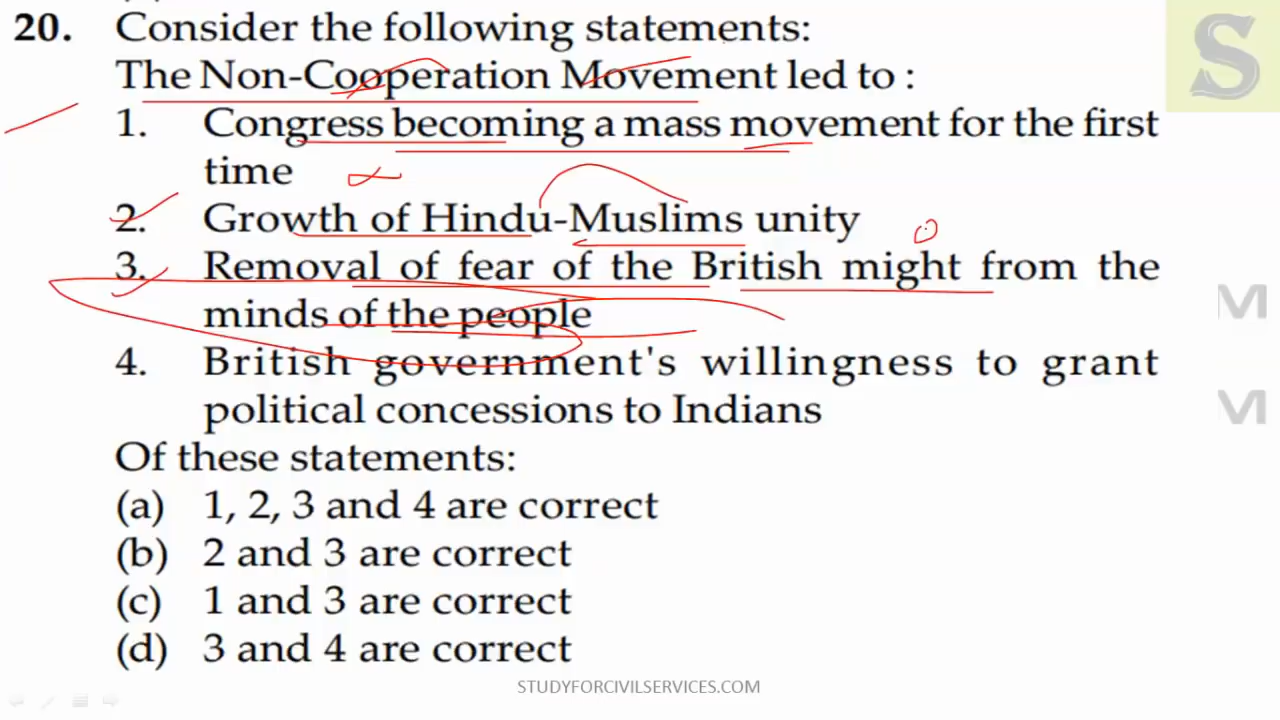 20. Consider the following statements:
The Non-Cooperation Movement led to :
1. Congress becoming a mass movement for the first
time
2. Growth of Hindu-Muslims unity
3. Removal of fear of the British might from the
minds of the people
4. British government's willingness to grant
political concessions to Indians
Of these statements:
(a) 1, 2, 3 and 4 are correct
(b) 2 and 3 are correct
(c) 1 and 3 are correct
(d) 3 and 4 are correct
STUDYFORCIVILSERVICES.COM
S